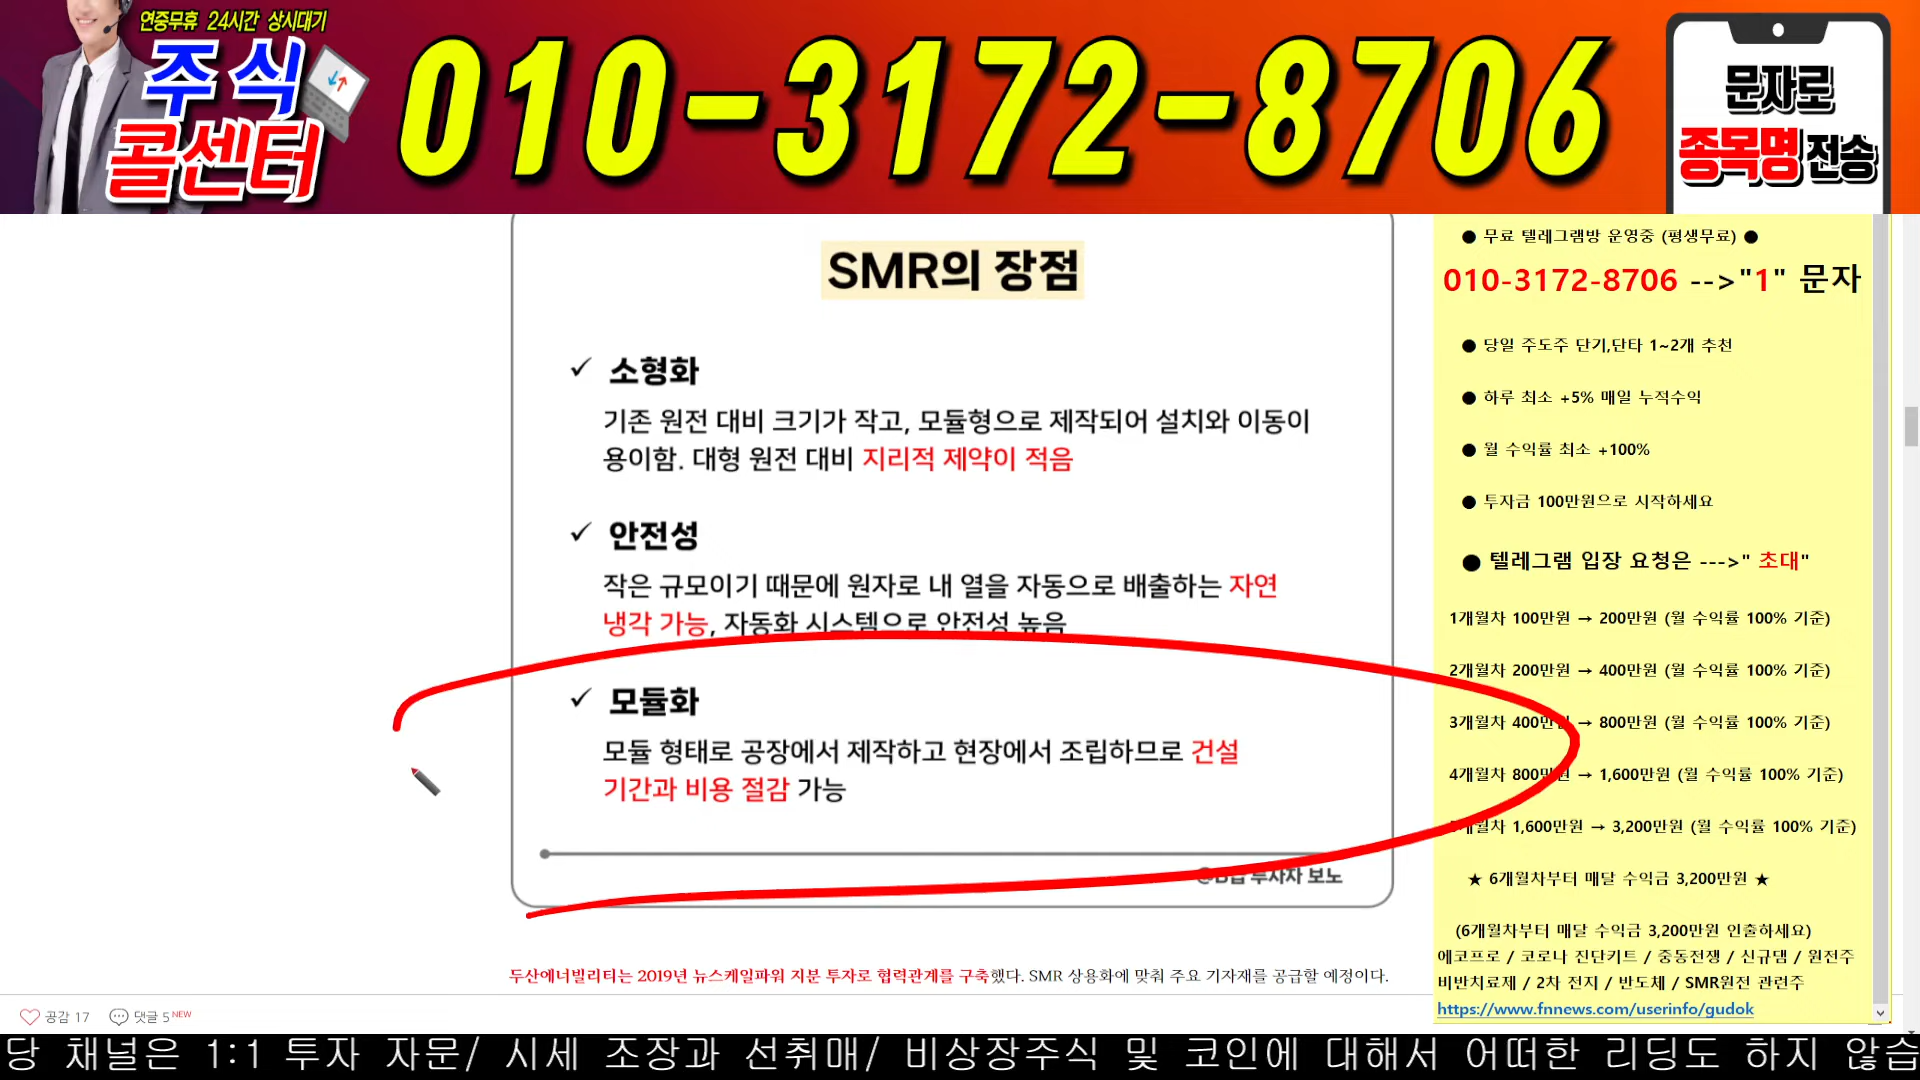 연중무휴 24시간 상시대기
주식
콜센터
010-3172-8706
문자로
종목명 전송
SMR의 장점
✓ 소형화
기존 원전 대비 크기가 작고, 모듈형으로 제작되어 설치와 이동이
용이함. 대형 원전 대비 지리적 제약이 적음
✓ 안전성
작은 규모이기 때문에 원자로 내 열을 자동으로 배출하는 자연
냉각 가능, 자동화 시스템으로 안전성 높음
✓ 모듈화
모듈 형태로 공장에서 제작하고 현장에서 조립하므로 건설
기간과 비용 절감 가능
투자자 보노
두산에너빌리티는 2019년 뉴스케일파워 지분 투자로 협력관계를 구축했다. SMR 상용화에 맞춰 주요 기자재를 공급할 예정이다.
공감 17 댓글 5 NEW
● 무료 텔레그램방 운영중 (평생무료) ●
010-3172-8706 -->"1" 문자
● 당일 주도주 단기,단타 1~2개 추천
● 하루 최소 +5% 매일 누적수익
● 월 수익률 최소 +100%
● 투자금 100만원으로 시작하세요
● 텔레그램 입장 요청은 --->" 초대"
1개월차 100만원 → 200만원 (월 수익률 100% 기준)
2개월차 200만원 → 400만원 (월 수익률 100% 기준)
3개월차 400만원 → 800만원 (월 수익률 100% 기준)
4개월차 800만원 → 1,600만원 (월 수익률 100% 기준)
5개월차 1,600만원 → 3,200만원 (월 수익률 100% 기준)
★ 6개월차부터 매달 수익금 3,200만원 ★
(6개월차부터 매달 수익금 3,200만원 인출하세요)
에코프로 / 코로나 진단키트 / 중동전쟁 / 신규댐 / 원전주
비반치료제 / 2차 전지 / 반도체 / SMR원전 관련주
https://www.fnnews.com/userinfo/gudok
당 채널은 1:1 투자 자문/ 시세 조장과 선취매/ 비상장주식 및 코인에 대해서 어떠한 리딩도 하지 않습